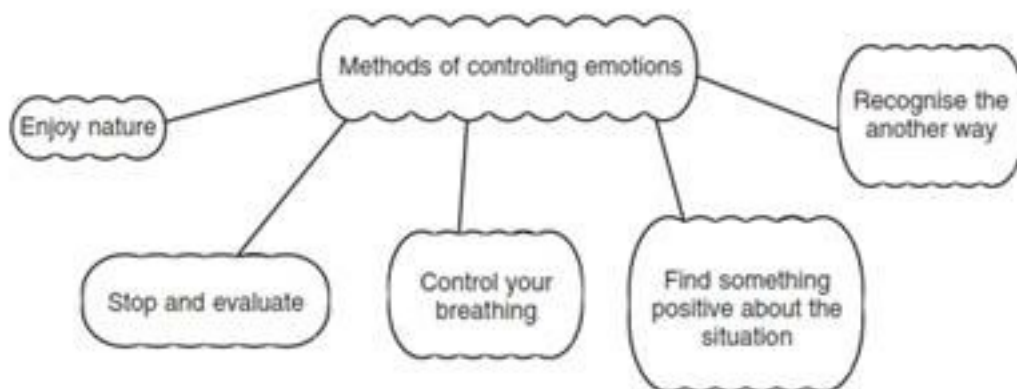 Methods of controlling emotions
Enjoy nature
Recognise the
another way
Stop and evaluate
Control your
breathing
Find something
positive about the
situation